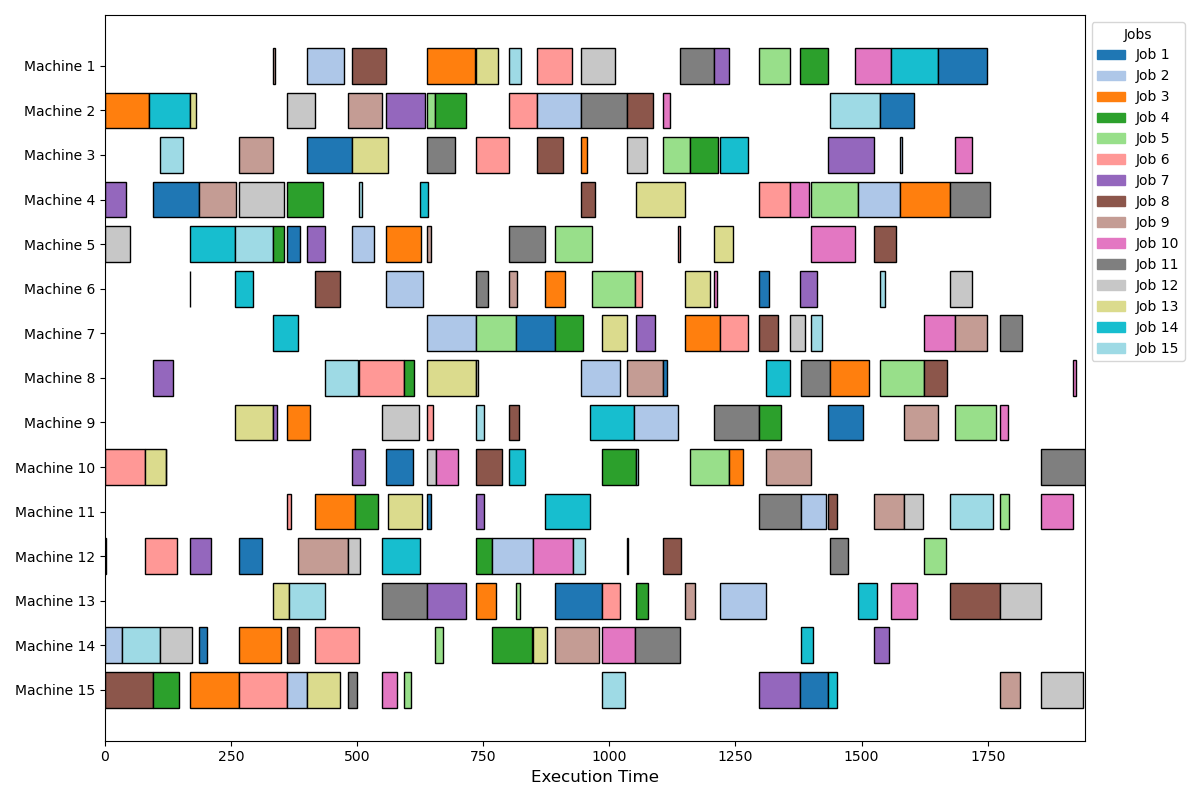 Machine 1
Machine 2
Machine 3
Machine 4
Machine 5
Machine 6
Machine 7
Machine 8
Machine 9
Machine 10
Machine 11
Machine 12
Machine 13
Machine 14
Machine 15
0 250 500 750 1000 1250 1500 1750
Execution Time
Jobs
Job 1
Job 2
Job 3
Job 4
Job 5
Job 6
Job 7
Job 8
Job 9
Job 10
Job 11
Job 12
Job 13
Job 14
Job 15